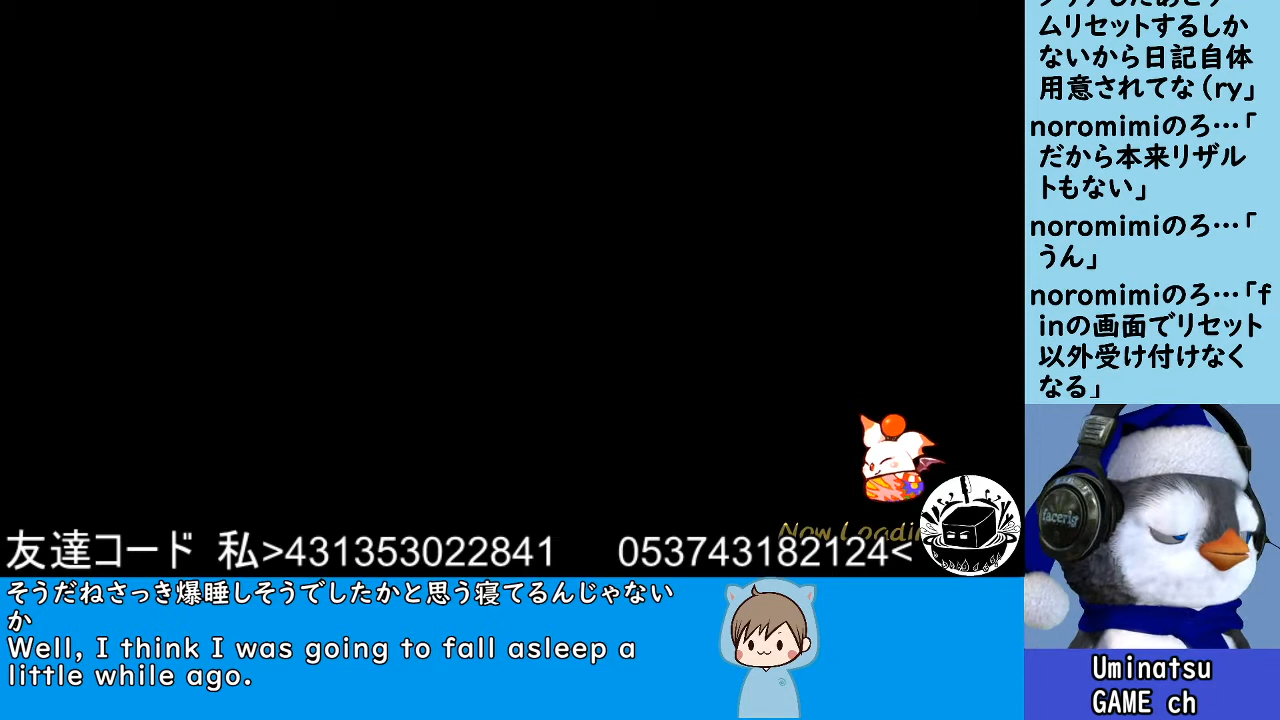 ムリセットするしか
ないから日記自体
用意されてな(ry」
noromimiのろ…「
だから本来リザル
トもない」
noromimiのろ…「
うん」
noromimiのろ…「f
inの画面でリセット
以外受け付けなく
なる」
Now Loadin
友達コード 私>431353022841 053743182124<
そうだねさっき爆睡しそうでしたかと思う寝てるんじゃない
か
Well, I think I was going to fall asleep a
little while ago.
facerig
Uminatsu
GAME ch